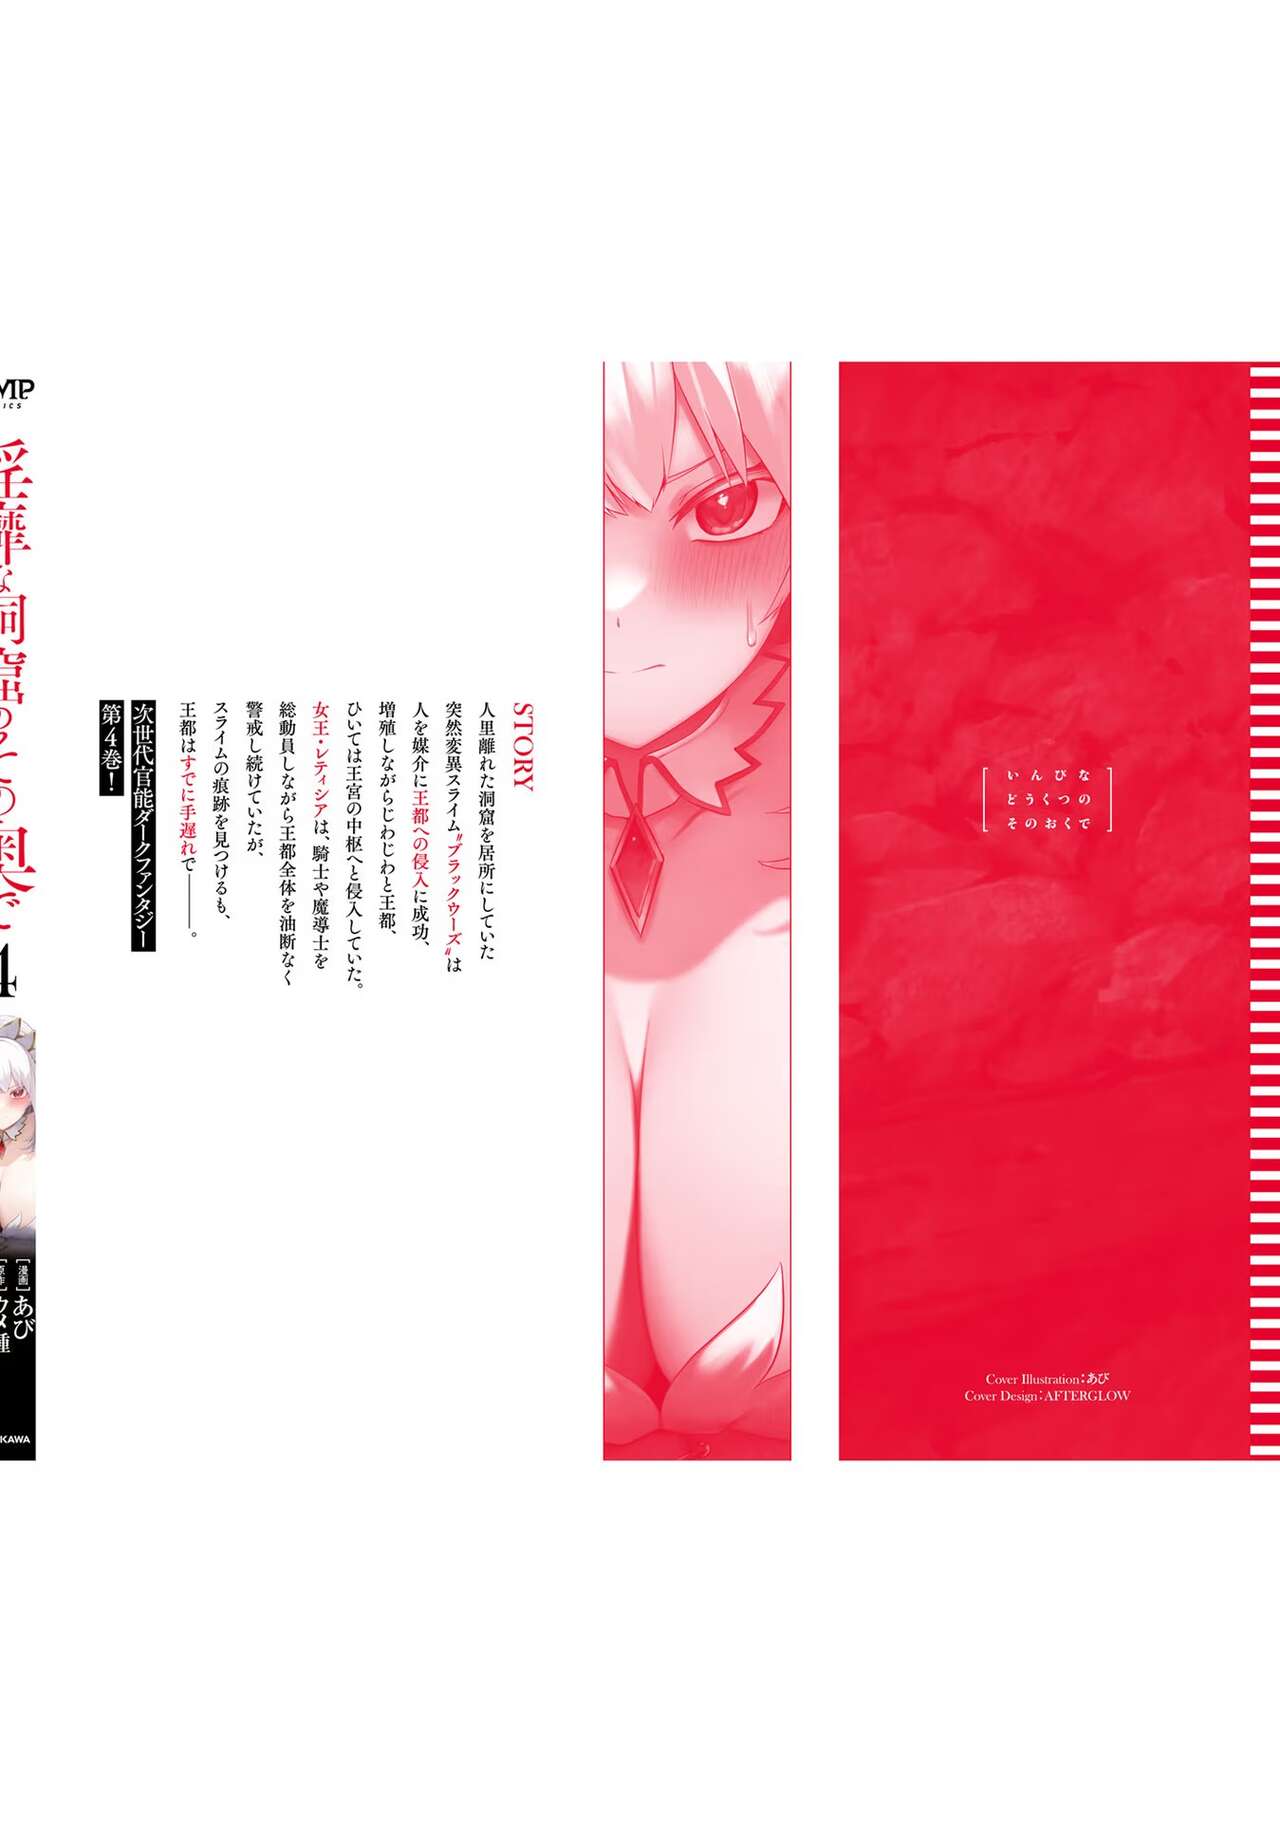 いんびな
どうくつの
そのおくで
Cover Illustration：あび
Cover Design：AFTERGLOW
STORY
人里離れた洞窟を居所にしていた
突然変異スライム〝ブラックウーズ〟は
人を媒介に王都への侵入に成功、
増殖しながらじわじわと王都、
ひいては王宮の中枢へと侵入していた。
女王・レティシアは、騎士や魔導士を
総動員しながら王都全体を油断なく
警戒し続けていたが、
スライムの痕跡を見つけるも、
王都はすでに手遅れで───。
次世代官能ダークファンタジー
第4巻！
淫靡な洞窟のその奥で
4
[漫画]あび
[原作]ウメ種
KAWA